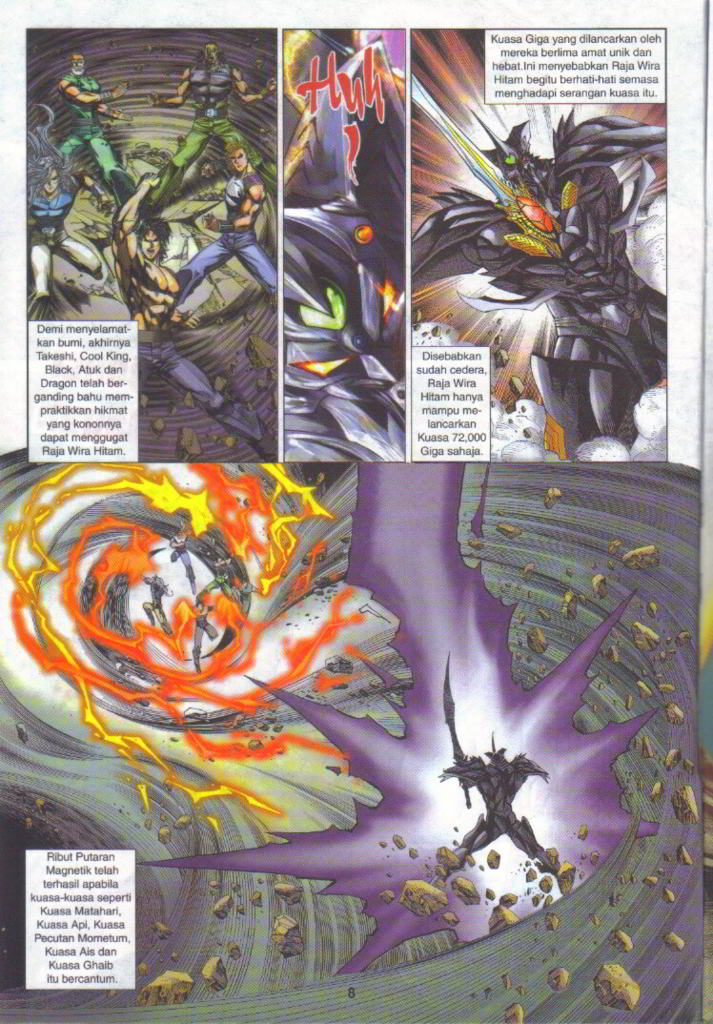 Demi menyelamat-
kan bumi, akhirnya
Takeshi, Cool King,
Black, Atuk dan
Dragon telah ber-
ganding bahu mem-
praktikkan hikmat
yang kononnya
dapat menggugat
Raja Wira Hitam.
Huh
!
Kuasa Giga yang dilancarkan oleh
mereka berlima amat unik dan
hebat.Ini menyebabkan Raja Wira
Hitam begitu berhati-hati semasa
menghadapi serangan kuasa itu.
Disebabkan
sudah cedera,
Raja Wira
Hitam hanya
mampu me-
lancarkan
Kuasa 72,000
Giga sahaja.
Ribut Putaran
Magnetik telah
terhasil apabila
kuasa-kuasa seperti
Kuasa Matahari,
Kuasa Api, Kuasa
Pecutan Mometum,
Kuasa Ais dan
Kuasa Ghaib
itu bercantum.
8